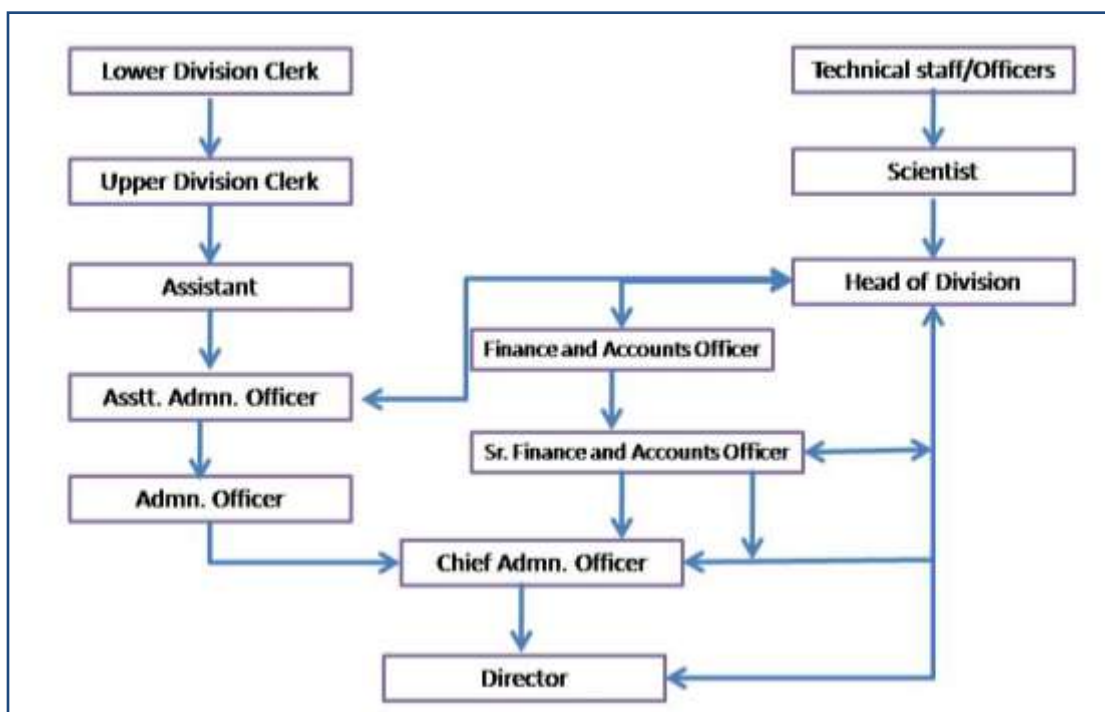 Lower Division Clerk
Technical staff/Officers
Upper Division Clerk
Scientist
Assistant
Head of Division
Finance and Accounts Officer
Asstt. Admn. Officer
Sr. Finance and Accounts Officer
Admn. Officer
Chief Admn. Officer
Director